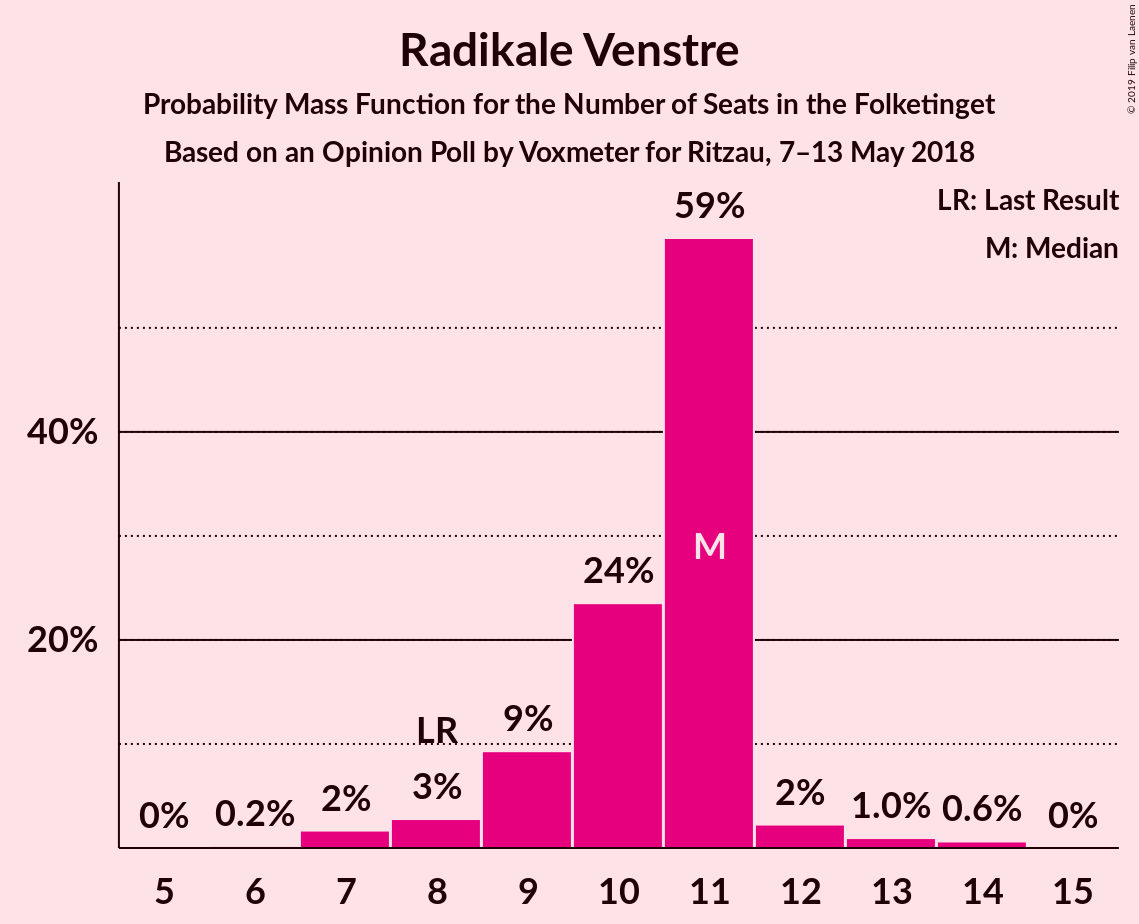 Radikale Venstre
Probability Mass Function for the Number of Seats in the Folketinget
Based on an Opinion Poll by Voxmeter for Ritzau, 7–13 May 2018
© 2019 Filip van Laenen
LR: Last Result
M: Median
59%
40%
M
24%
20%
LR
9%
3%
2%
0.2%
0%
2%
1.0%
0.6%
0%
5 6 7 8 9 10 11 12 13 14 15